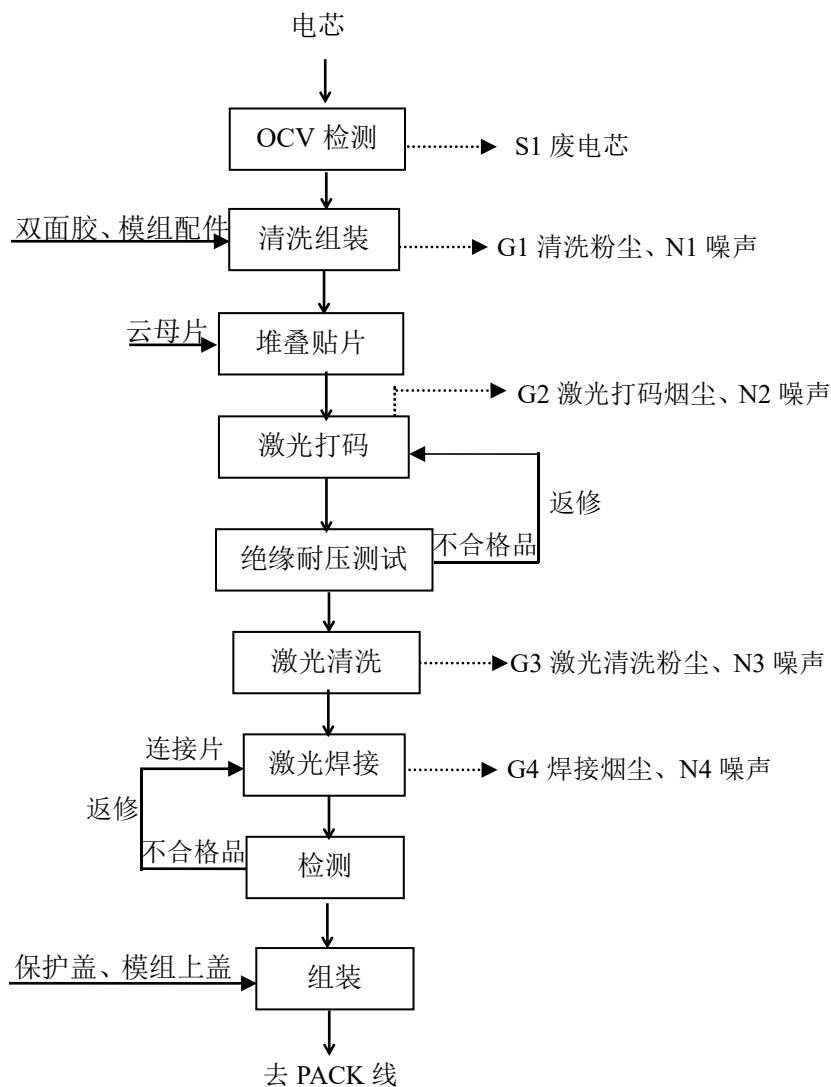 电芯
OCV 检测
S1 废电芯
双面胶、模组配件
清洗组装
G1 清洗粉尘、N1 噪声
云母片
堆叠贴片
G2 激光打码烟尘、N2 噪声
激光打码
返修
绝缘耐压测试
不合格品
激光清洗
G3 激光清洗粉尘、N3 噪声
连接片
激光焊接
G4 焊接烟尘、N4 噪声
返修
不合格品
检测
保护盖、模组上盖
组装
去 PACK 线